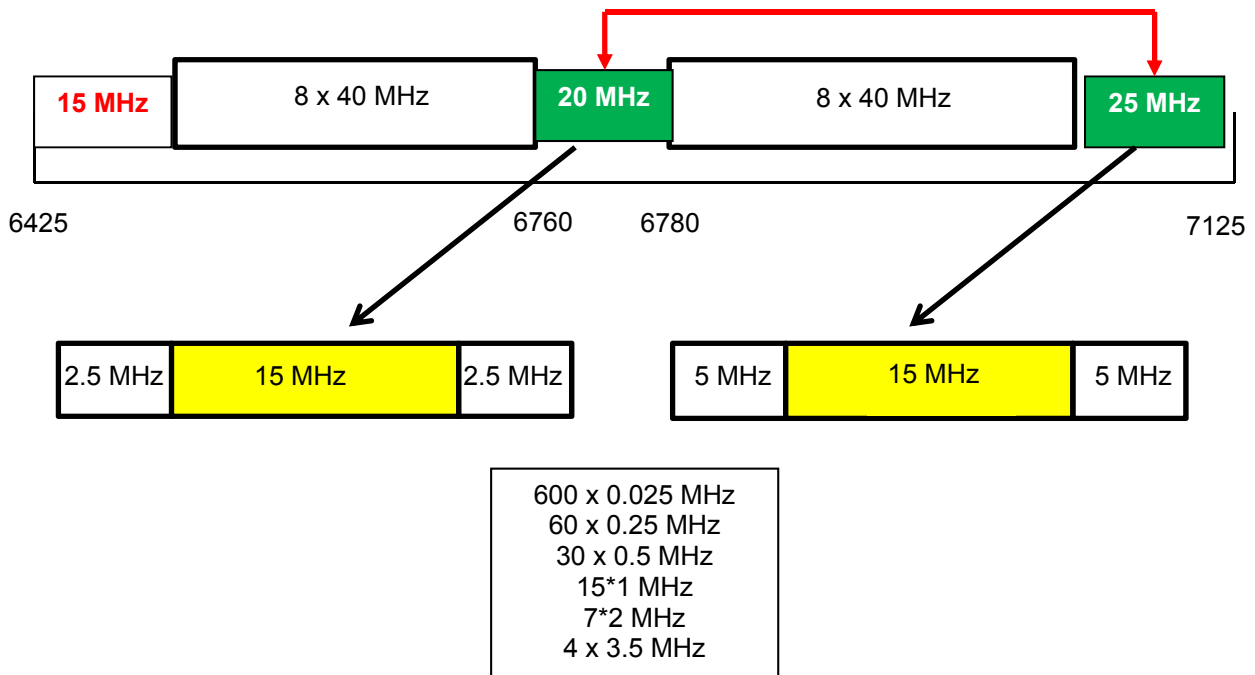 15 MHz
8 x 40 MHz
20 MHz
8 x 40 MHz
25 MHz
6425
6760
6780
7125
2.5 MHz
15 MHz
2.5 MHz
5 MHz
15 MHz
5 MHz
600 x 0.025 MHz
60 x 0.25 MHz
30 x 0.5 MHz
15*1 MHz
7*2 MHz
4 x 3.5 MHz